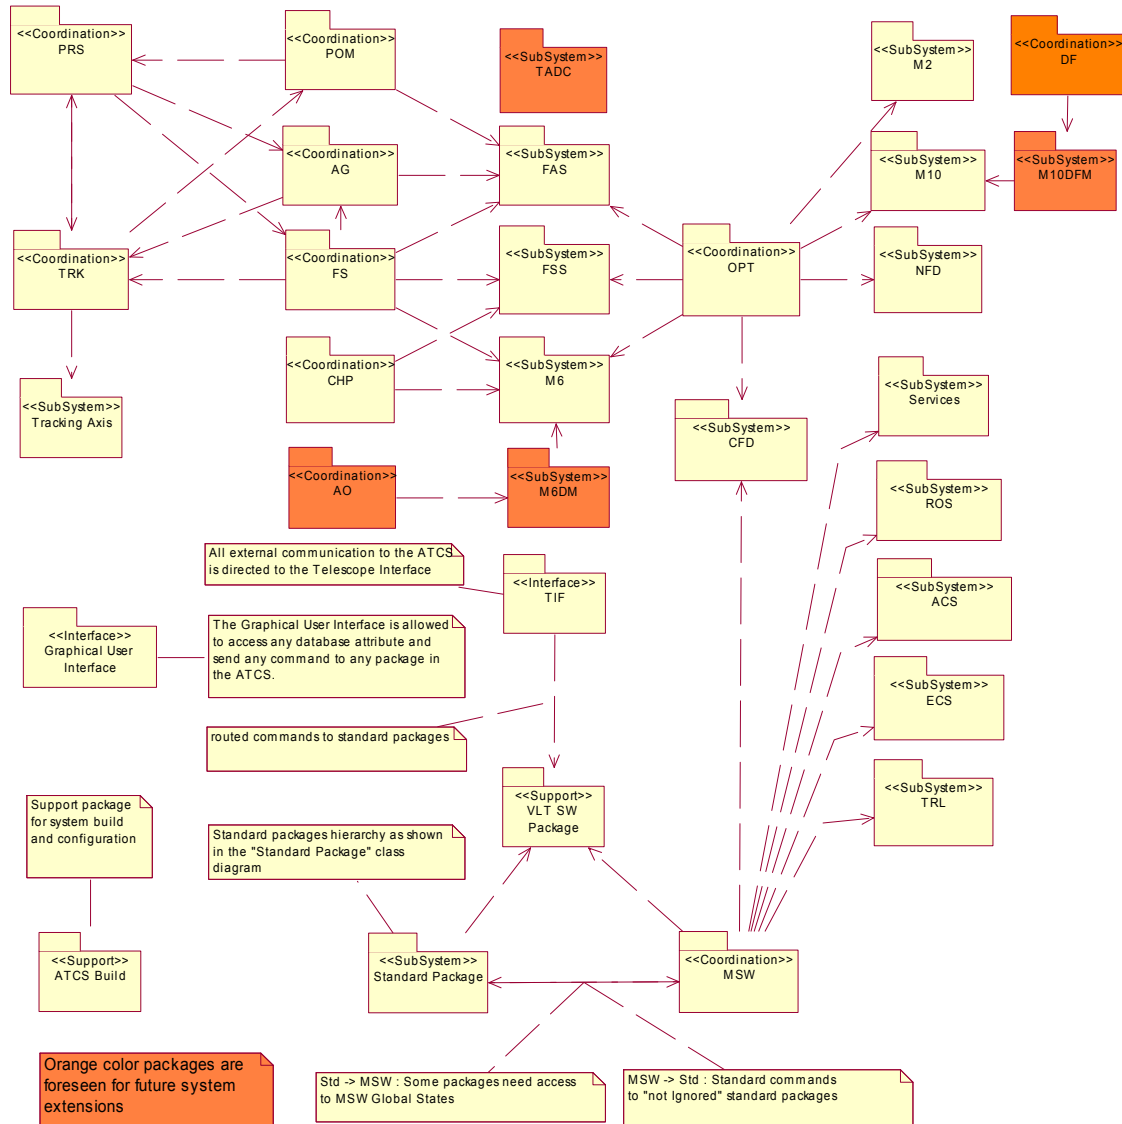 <<Coordination>>
PRS
<<Coordination>>
POM
<<SubSystem>>
TADC
<<SubSystem>>
M2
<<Coordination>>
DF
<<Coordination>>
AG
<<SubSystem>>
FAS
<<SubSystem>>
M10
<<SubSystem>>
M10DFM
<<Coordination>>
TRK
<<Coordination>>
FS
<<SubSystem>>
FSS
<<Coordination>>
OPT
<<SubSystem>>
NFD
<<Coordination>>
CHP
<<SubSystem>>
M6
<<SubSystem>>
Tracking Axis
<<SubSystem>>
CFD
<<SubSystem>>
Services
<<Coordination>>
AO
<<SubSystem>>
M6DM
<<SubSystem>>
ROS
All external communication to the ATCS
is directed to the Telescope Interface
<<Interface>>
TIF
<<SubSystem>>
ACS
<<Interface>>
Graphical User
Interface
The Graphical User Interface is allowed
to access any database attribute and
send any command to any package in
the ATCS.
<<SubSystem>>
ECS
routed commands to standard packages
<<SubSystem>>
TRL
Support package
for system build
and configuration
<<Support>>
VLT SW
Package
Standard packages hierarchy as shown
in the "Standard Package" class
diagram
<<Support>>
ATCS Build
<<SubSystem>>
Standard Package
<<Coordination>>
MSW
Orange color packages are
foreseen for future system
extensions
Std -> MSW : Some packages need access
to MSW Global States
MSW -> Std : Standard commands
to "not Ignored" standard packages